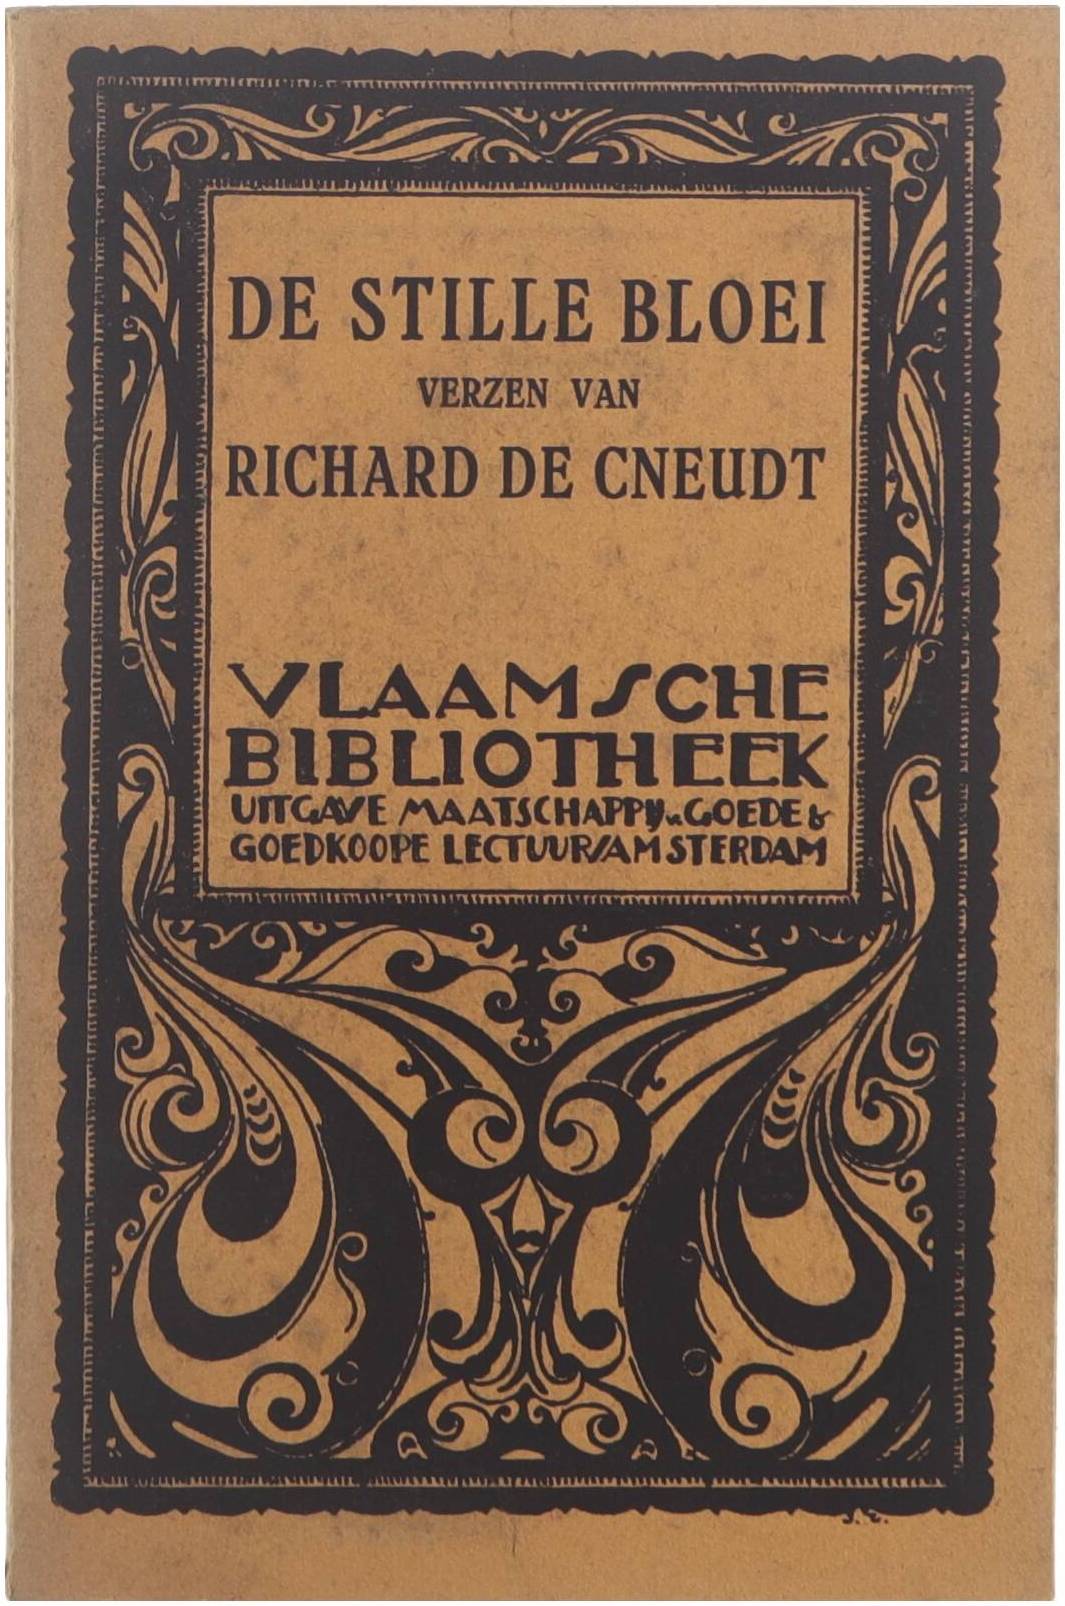 DE STILLE BLOEI
VERZEN VAN
RICHARD DE CNEUDT
VLAAMSCHE
BIBLIOTHEEK
UITGAVE MAATSCHAPPIJ v. GOEDE &
GOEDKOOPE LECTUUR/AMSTERDAM